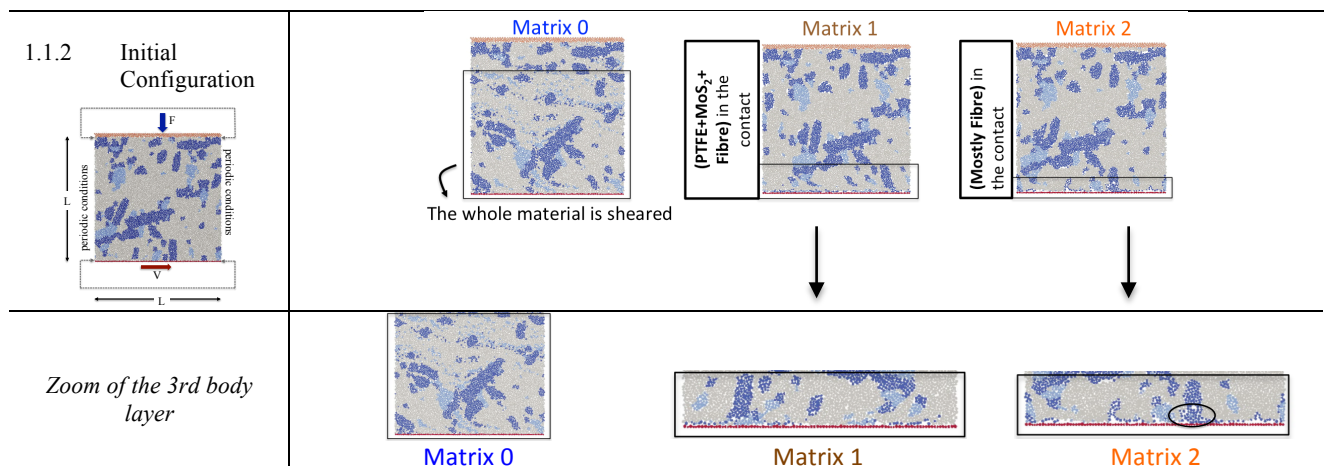 1.1.2 Initial
Configuration
F
periodic conditions
periodic conditions
L
V
L
Matrix 0
The whole material is sheared
(PTFE+MoS₂+
Fibre) in the
contact
Matrix 1
(Mostly Fibre) in
the contact
Matrix 2
Zoom of the 3rd body
layer
Matrix 0
Matrix 1
Matrix 2